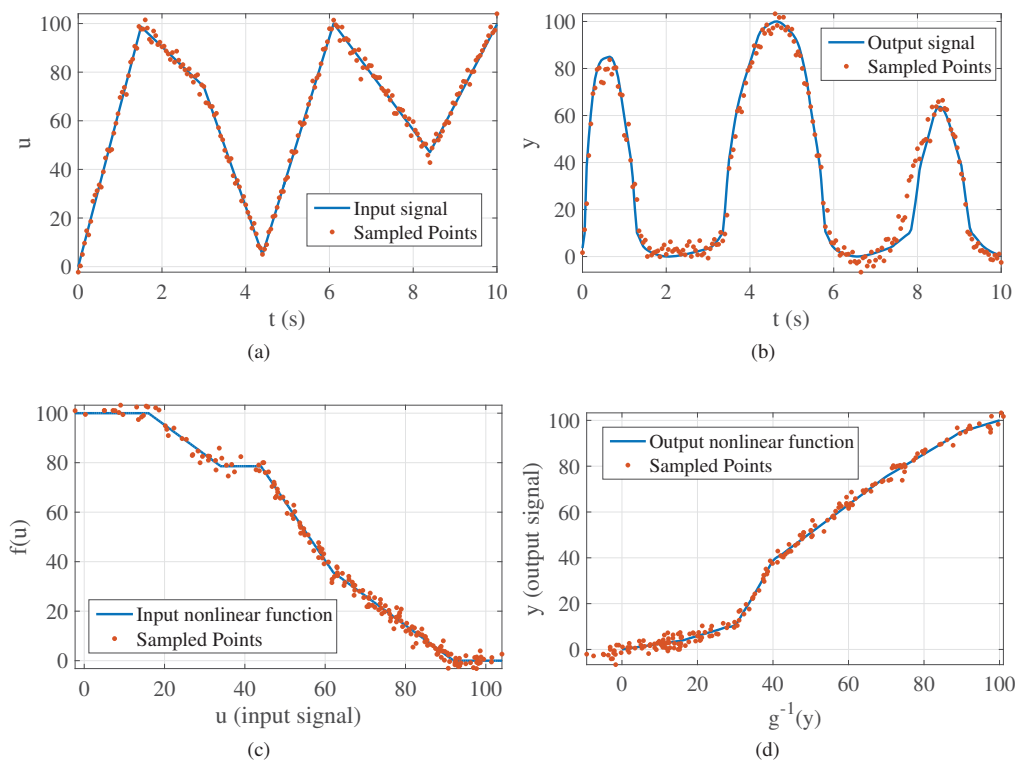 100
80
60
40
20
0
u
Input signal
Sampled Points
0 2 4 6 8 10
t (s)
(a)
100
80
60
40
20
0
y
Output signal
Sampled Points
0 2 4 6 8 10
t (s)
(b)
100
80
60
40
20
0
f(u)
Input nonlinear function
Sampled Points
0 20 40 60 80 100
u (input signal)
(c)
100
80
60
40
20
0
y (output signal)
Output nonlinear function
Sampled Points
0 20 40 60 80 100
g⁻¹(y)
(d)